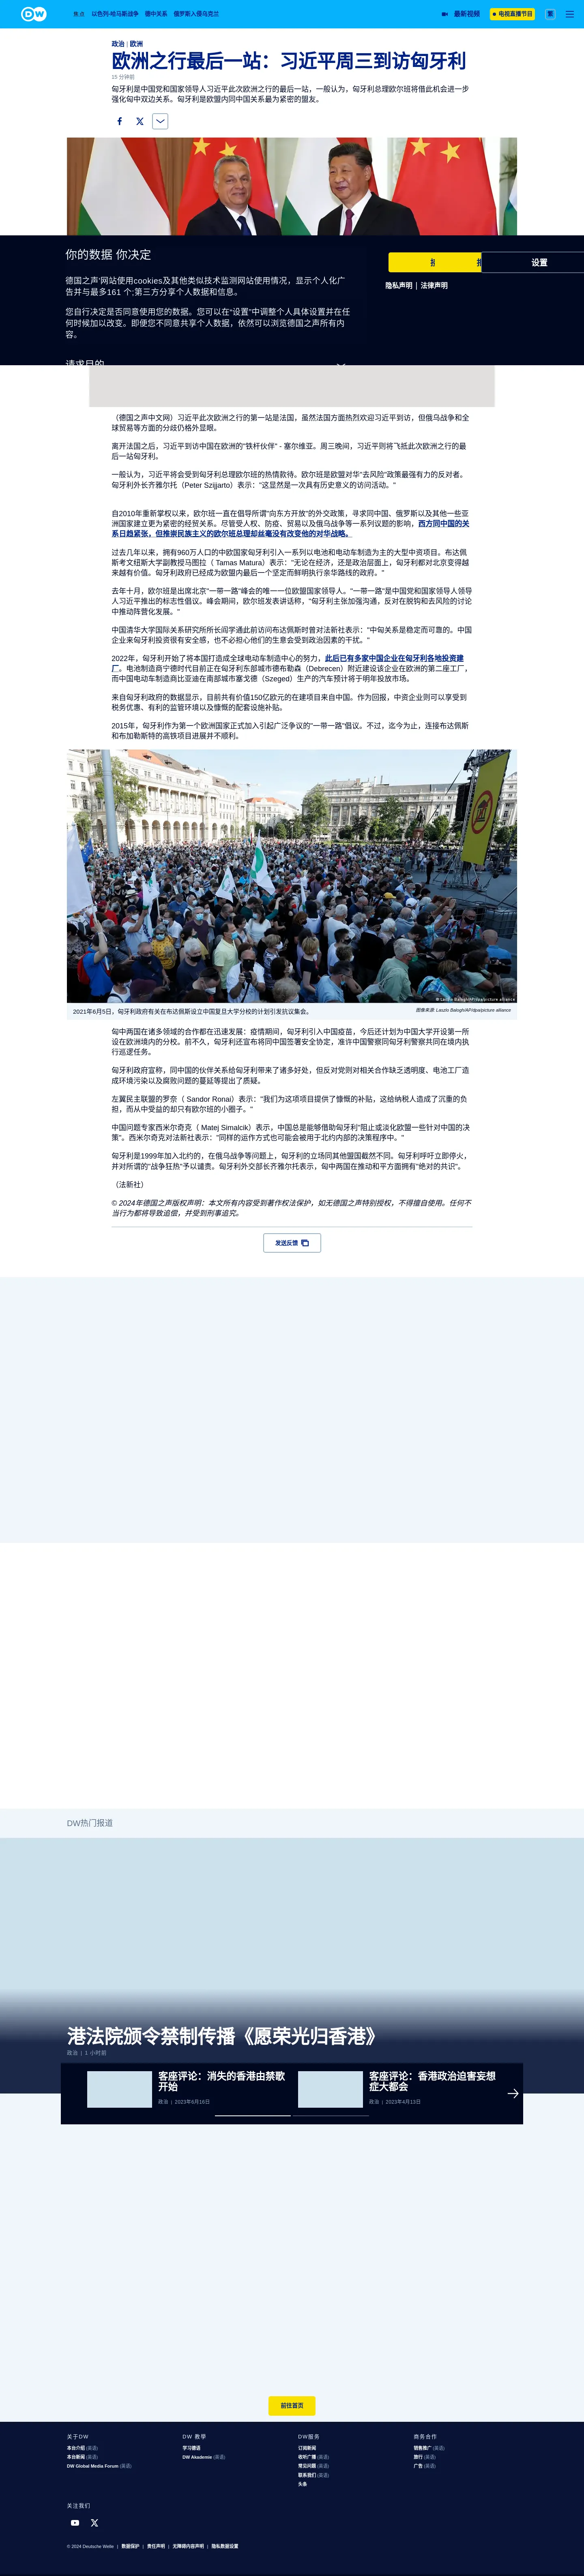 DW
焦点 以色列-哈马斯战争 德中关系 俄罗斯入侵乌克兰
最新视频
电视直播节目
繁
政治 | 欧洲
欧洲之行最后一站：习近平周三到访匈牙利
15 分钟前
匈牙利是中国党和国家领导人习近平此次欧洲之行的最后一站，一般认为，匈牙利总理欧尔班将借此机会进一
步强化匈中双边关系。匈牙利是欧盟内同中国关系最为紧密的盟友。
你的数据 你决定
德国之声'网站使用cookies及其他类似技术监测网站使用情况，显示个人化广
告并与最多161 个;第三方分享个人数据和信息。
您自行决定是否同意使用您的数据。您可以在“设置”中调整个人具体设置并在任
何时候加以改变。即便您不同意共享个人数据，依然可以浏览德国之声所有内
容。
请求目的
设置
隐私声明 | 法律声明
（德国之声中文网）习近平此次欧洲之行的第一站是法国，虽然法国方面热烈欢迎习近平到访，但俄乌战争和全
球贸易等方面的分歧仍格外显眼。
离开法国之后，习近平到访中国在欧洲的"铁杆伙伴" - 塞尔维亚。周三晚间，习近平则将飞抵此次欧洲之行的最
后一站匈牙利。
一般认为，习近平将会受到匈牙利总理欧尔班的热情款待。欧尔班是欧盟对华"去风险"政策最强有力的反对者。
匈牙利外长齐雅尔托（Peter Szijjarto）表示："这显然是一次具有历史意义的访问活动。"
自2010年重新掌权以来，欧尔班一直在倡导所谓"向东方开放"的外交政策，寻求同中国、俄罗斯以及其他一些亚
洲国家建立更为紧密的经贸关系。尽管受人权、防疫、贸易以及俄乌战争等一系列议题的影响，西方同中国的关
系日趋紧张，但推崇民族主义的欧尔班总理却丝毫没有改变他的对华战略。
过去几年以来，拥有960万人口的中欧国家匈牙利引入一系列以电池和电动车制造为主的大型中资项目。布达佩
斯考文纽斯大学副教授马图拉（ Tamas Matura）表示："无论在经济，还是政治层面上，匈牙利都对北京变得越
来越有价值。匈牙利政府已经成为欧盟内最后一个坚定而鲜明执行亲华路线的政府。"
去年十月，欧尔班是出席北京"一带一路"峰会的唯一一位欧盟国家领导人。"一带一路"是中国党和国家领导人领导
人习近平推出的标志性倡议。峰会期间，欧尔班发表讲话称，"匈牙利主张加强沟通，反对在脱钩和去风险的讨论
中推动阵营化发展。"
中国清华大学国际关系研究所所长阎学通此前访问布达佩斯时曾对法新社表示："中匈关系是稳定而可靠的。中国
企业来匈牙利投资很有安全感，也不必担心他们的生意会受到政治因素的干扰。"
2022年，匈牙利开始了将本国打造成全球电动车制造中心的努力，此后已有多家中国企业在匈牙利各地投资建
厂。电池制造商宁德时代目前正在匈牙利东部城市德布勒森（Debrecen）附近建设该企业在欧洲的第二座工厂，
而中国电动车制造商比亚迪在南部城市塞戈德（Szeged）生产的汽车预计将于明年投放市场。
来自匈牙利政府的数据显示，目前共有价值150亿欧元的在建项目来自中国。作为回报，中资企业则可以享受到
税务优惠、有利的监管环境以及慷慨的配套设施补贴。
2015年，匈牙利作为第一个欧洲国家正式加入引起广泛争议的"一带一路"倡议。不过，迄今为止，连接布达佩斯
和布加勒斯特的高铁项目进展并不顺利。
© Laszlo Balogh/AP/dpa/picture alliance
2021年6月5日，匈牙利政府有关在布达佩斯设立中国复旦大学分校的计划引发抗议集会。
图像来源: Laszlo Balogh/AP/dpa/picture alliance
匈中两国在诸多领域的合作都在迅速发展：疫情期间，匈牙利引入中国疫苗，今后还计划为中国大学开设第一所
设在欧洲境内的分校。前不久，匈牙利还宣布将同中国签署安全协定，准许中国警察同匈牙利警察共同在境内执
行巡逻任务。
匈牙利政府宣称，同中国的伙伴关系给匈牙利带来了诸多好处，但反对党则对相关合作缺乏透明度、电池工厂造
成环境污染以及腐败问题的蔓延等提出了质疑。
左翼民主联盟的罗奈（ Sandor Ronai）表示："我们为这项项目提供了慷慨的补贴，这给纳税人造成了沉重的负
担，而从中受益的却只有欧尔班的小圈子。"
中国问题专家西米尔奇克（ Matej Simalcik）表示，中国总是能够借助匈牙利"阻止或淡化欧盟一些针对中国的决
策"。西米尔奇克对法新社表示："同样的运作方式也可能会被用于北约内部的决策程序中。"
匈牙利是1999年加入北约的，在俄乌战争等问题上，匈牙利的立场同其他盟国截然不同。匈牙利呼吁立即停火，
并对所谓的"战争狂热"予以谴责。匈牙利外交部长齐雅尔托表示，匈中两国在推动和平方面拥有"绝对的共识"。
（法新社）
© 2024年德国之声版权声明：本文所有内容受到著作权法保护，如无德国之声特别授权，不得擅自使用。任何不
当行为都将导致追偿，并受到刑事追究。
发送反馈
DW热门报道
港法院颁令禁制传播《愿荣光归香港》
政治 | 1 小时前
客座评论：消失的香港由禁歌
开始
政治 | 2023年6月16日
客座评论：香港政治迫害妄想
症大都会
政治 | 2023年4月13日
前往首页
关于DW
本台介绍 (英语)
本台新闻 (英语)
DW Global Media Forum (英语)
DW 教學
学习德语
DW Akademie (英语)
DW服务
订阅新闻
收听广播 (英语)
常见问题 (英语)
联系我们 (英语)
头条
商务合作
销售推广 (英语)
旅行 (英语)
广告 (英语)
关注我们
© 2024 Deutsche Welle | 数据保护 | 责任声明 | 无障碍内容声明 | 隐私数据设置